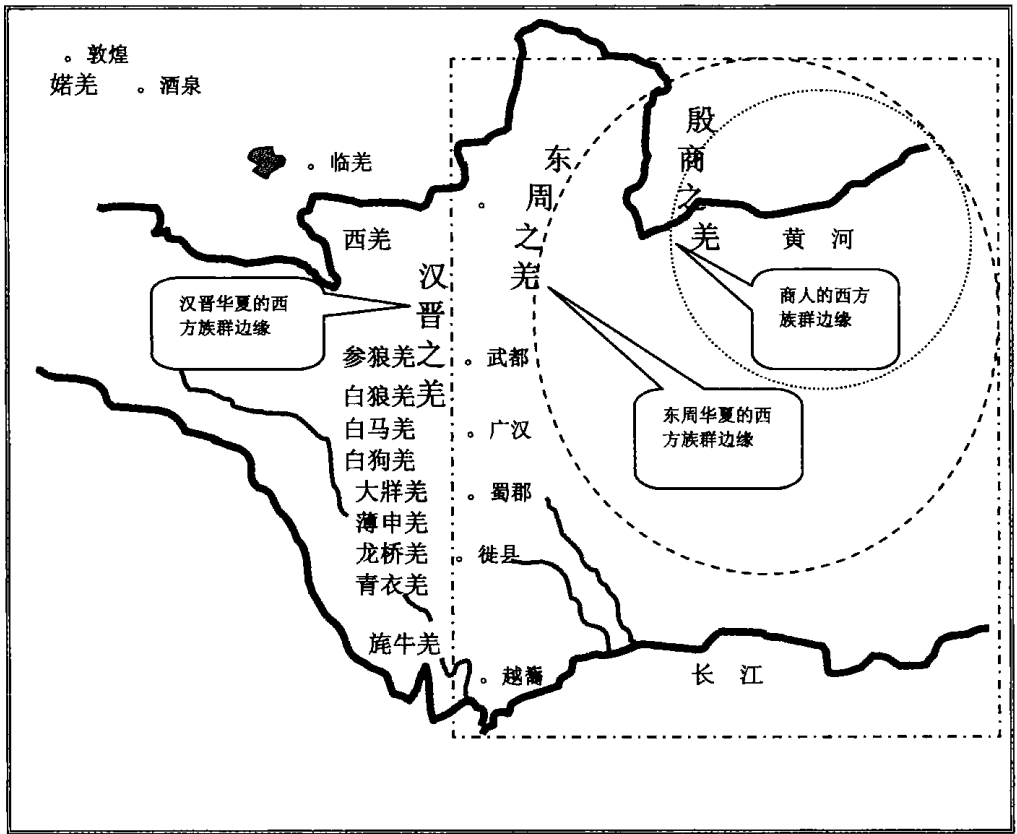 敦煌
婼羌
酒泉
临羌
西羌
殷商之羌
东周之羌
汉晋之羌
黄 河
汉晋华夏的西
方族群边缘
商人的西方
族群边缘
东周华夏的西
方族群边缘
参狼羌
武都
白狼羌
白马羌
广汉
白狗羌
大牂羌
蜀郡
薄申羌
龙桥羌
徙县
青衣羌
旄牛羌
越巂
长 江